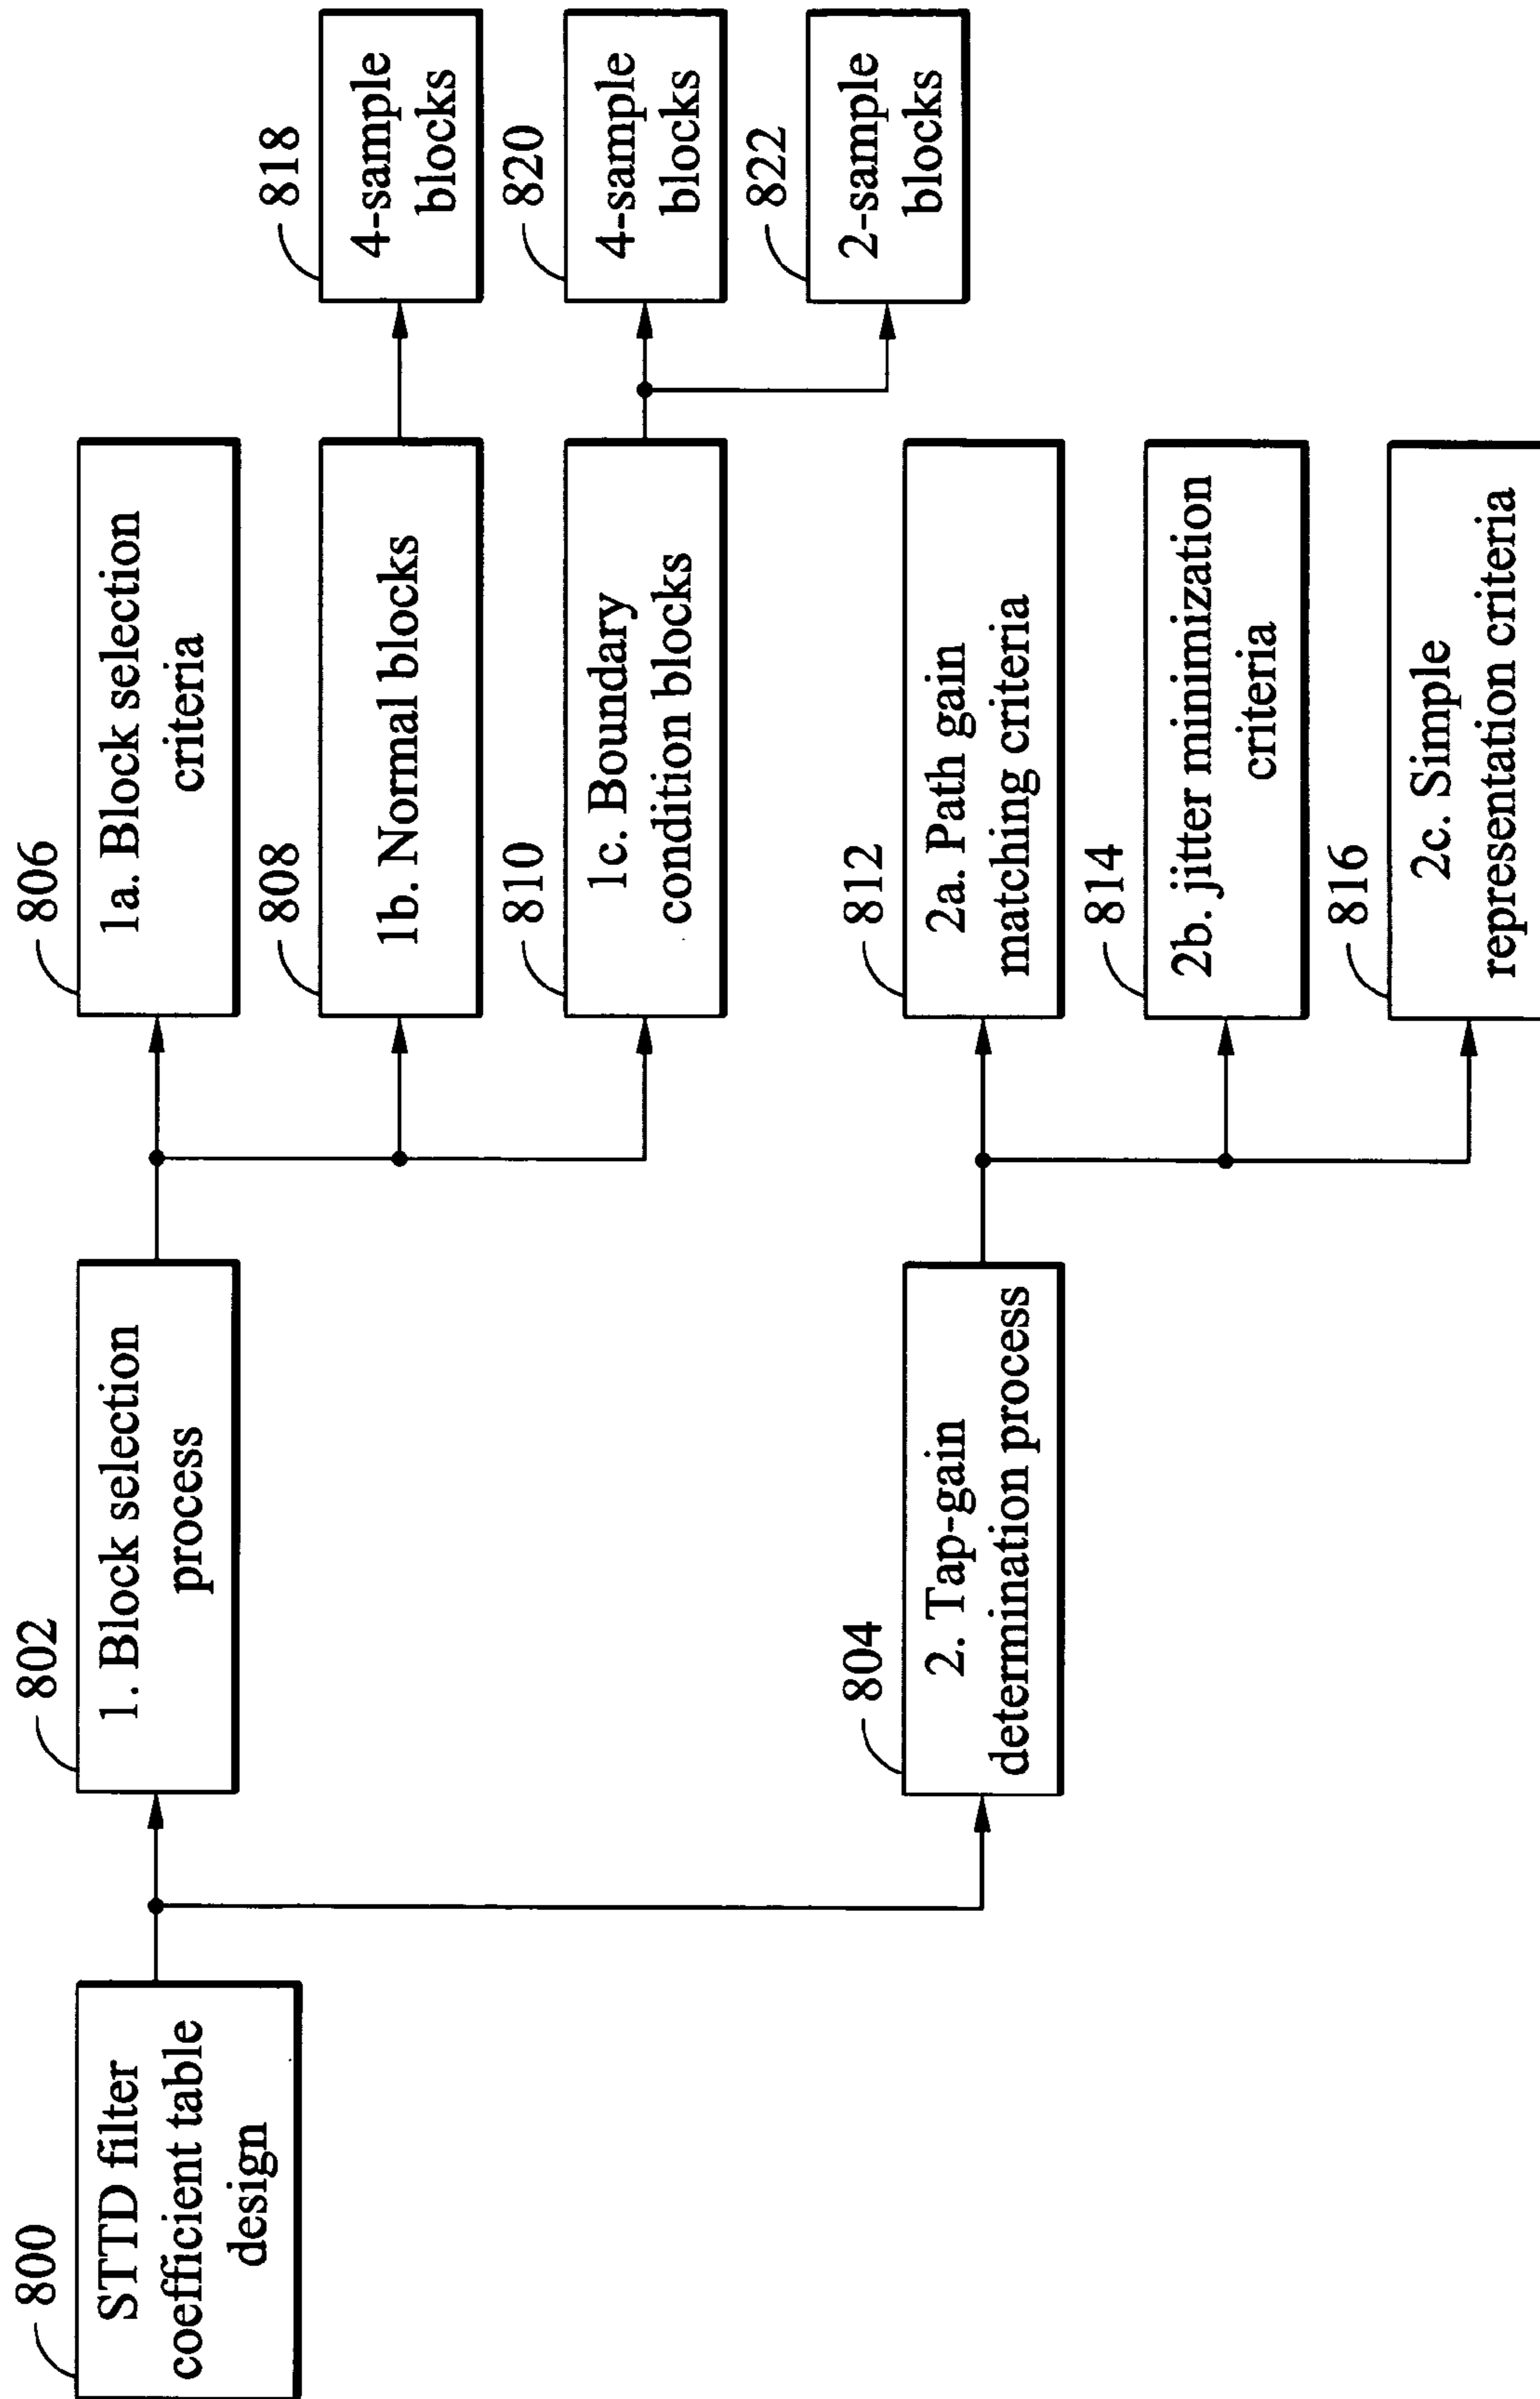 800
STTD filter
coefficient table
design
802
1. Block selection
process
804
2. Tap-gain
determination process
806
1a. Block selection
criteria
808
1b. Normal blocks
810
1c. Boundary
condition blocks
812
2a. Path gain
matching criteria
814
2b. jitter minimization
criteria
816
2c. Simple
representation criteria
818
4-sample
blocks
820
4-sample
blocks
822
2-sample
blocks